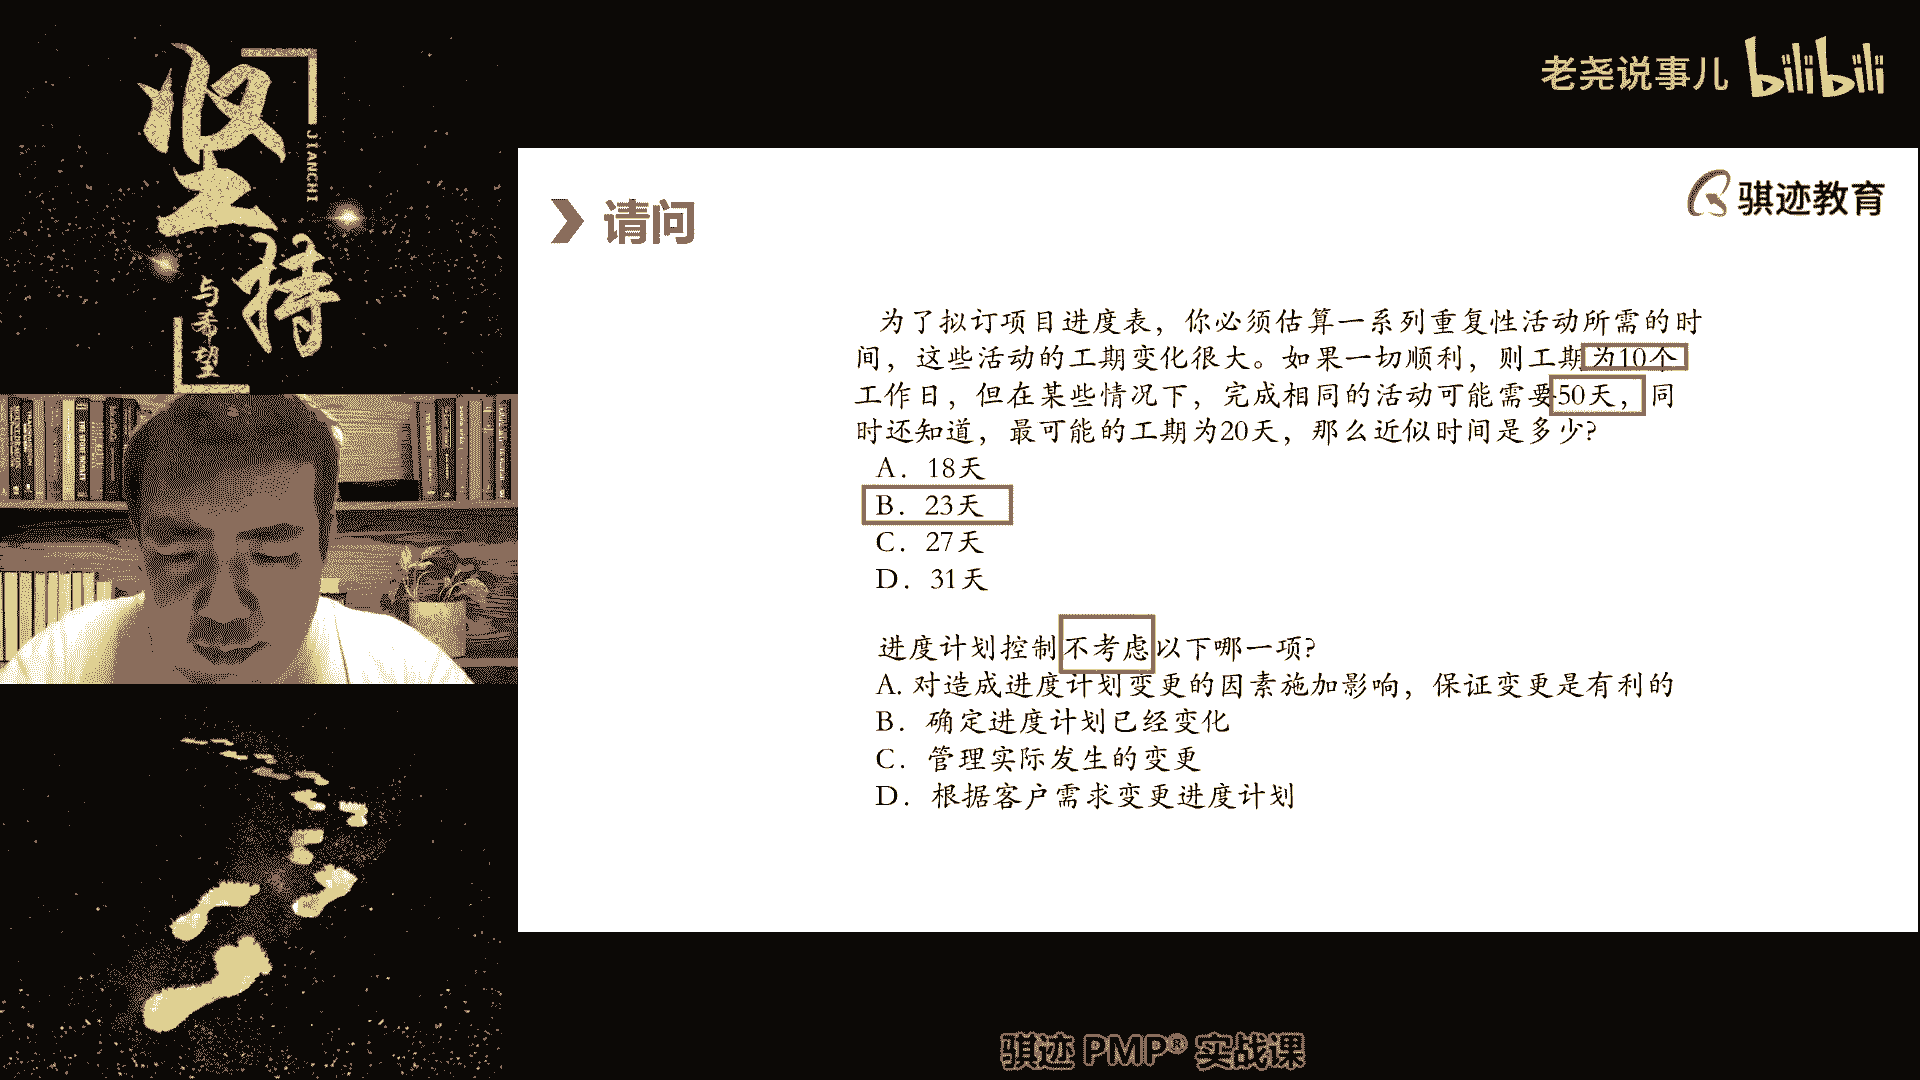 坚持
JIANCHI
与希望
老尧说事儿 bilibili
骐迹教育
请问
为了拟订项目进度表，你必须估算一系列重复性活动所需的时
间，这些活动的工期变化很大。如果一切顺利，则工期为10个
工作日，但在某些情况下，完成相同的活动可能需要50天，同
时还知道，最可能的工期为20天，那么近似时间是多少?
A．18天
B．23天
C．27天
D．31天
进度计划控制不考虑以下哪一项?
A. 对造成进度计划变更的因素施加影响，保证变更是有利的
B．确定进度计划已经变化
C．管理实际发生的变更
D．根据客户需求变更进度计划
骐迹 PMP® 实战课